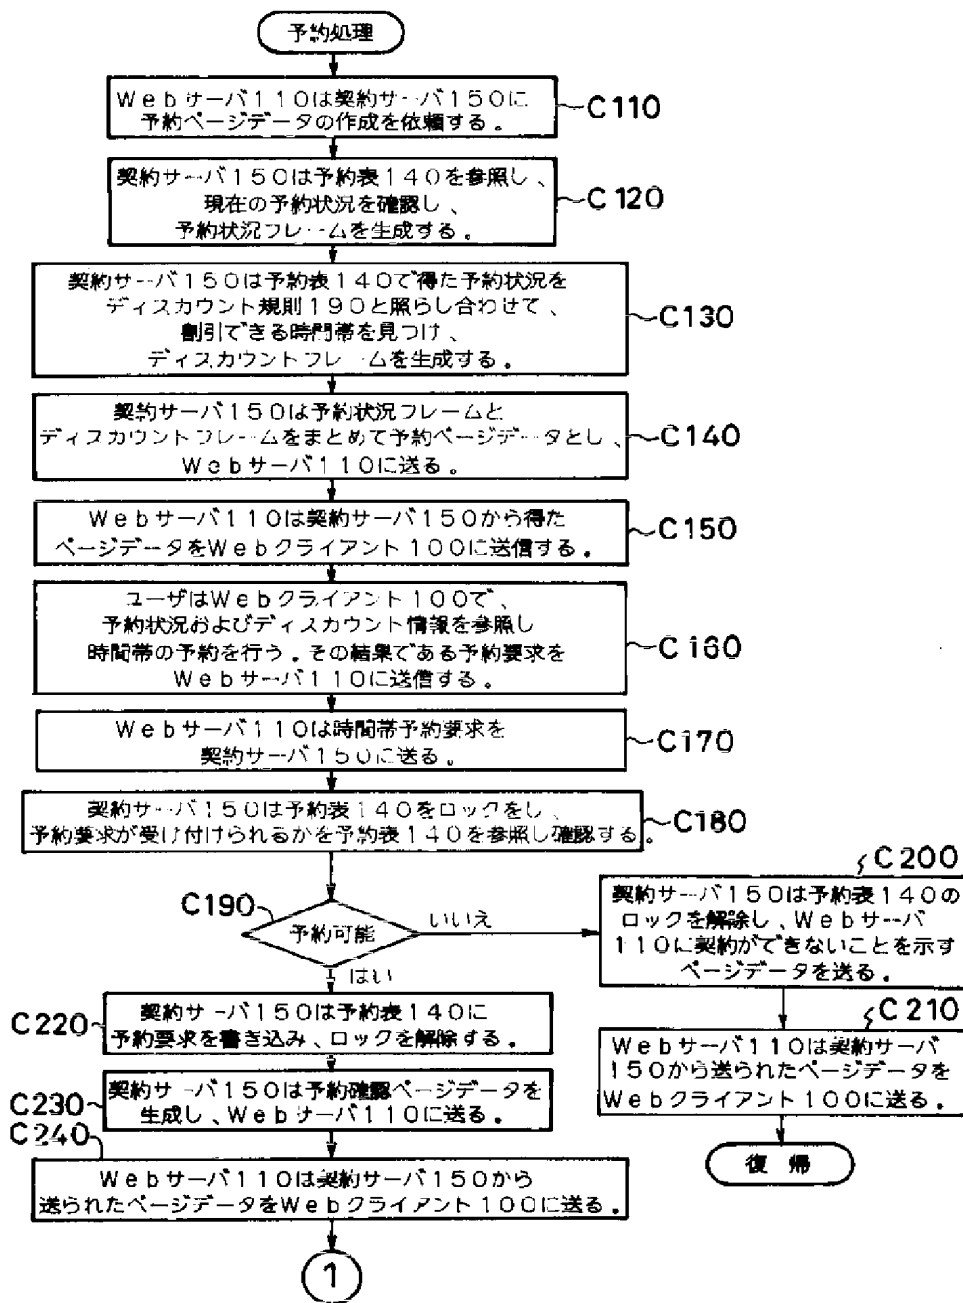 予約処理
Webサーバ110は契約サーバ150に
予約ページデータの作成を依頼する。
C110
契約サーバ150は予約表140を参照し、
現在の予約状況を確認し、
予約状況フレームを生成する。
C120
契約サーバ150は予約表140で得た予約状況を
ディスカウント規則190と照らし合わせて、
割引できる時間帯を見つけ、
ディスカウントフレームを生成する。
C130
契約サーバ150は予約状況フレームと
ディスカウントフレームをまとめて予約ページデータとし、
Webサーバ110に送る。
C140
Webサーバ110は契約サーバ150から得た
ページデータをWebクライアント100に送信する。
C150
ユーザはWebクライアント100で、
予約状況およびディスカウント情報を参照し
時間帯の予約を行う。その結果である予約要求を
Webサーバ110に送信する。
C160
Webサーバ110は時間帯予約要求を
契約サーバ150に送る。
C170
契約サーバ150は予約表140をロックをし、
予約要求が受け付けられるかを予約表140を参照し確認する。
C180
C190
予約可能
いいえ
はい
C200
契約サーバ150は予約表140の
ロックを解除し、Webサーバ
110に契約ができないことを示す
ページデータを送る。
C210
Webサーバ110は契約サーバ
150から送られたページデータを
Webクライアント100に送る。
復帰
C220
契約サーバ150は予約表140に
予約要求を書き込み、ロックを解除する。
C230
契約サーバ150は予約確認ページデータを
生成し、Webサーバ110に送る。
C240
Webサーバ110は契約サーバ150から
送られたページデータをWebクライアント100に送る。
1